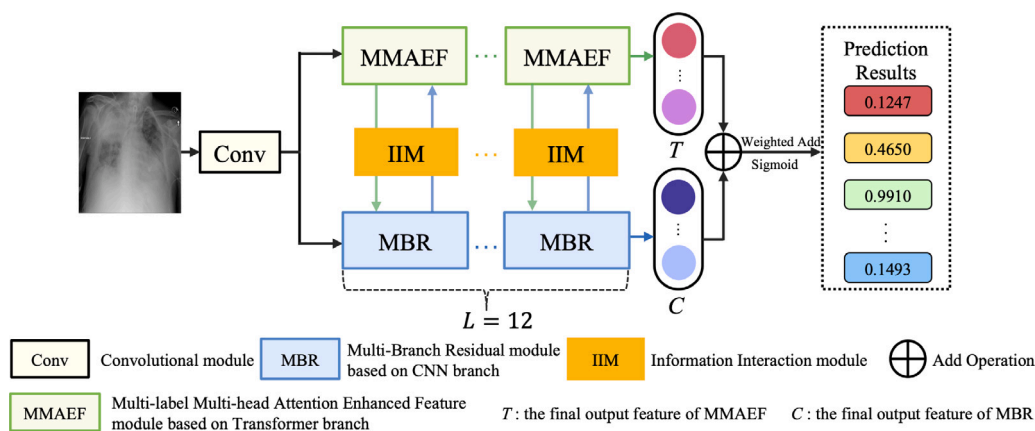 MMAEF ... MMAEF
Prediction
Results
0.1247
Conv
IIM ... IIM
T
Weighted Add
Sigmoid
0.4650
0.9910
MBR ... MBR
0.1493
C
L = 12
Conv Convolutional module
MBR Multi-Branch Residual module
based on CNN branch
IIM Information Interaction module
Add Operation
MMAEF Multi-label Multi-head Attention Enhanced Feature
module based on Transformer branch
T : the final output feature of MMAEF
C : the final output feature of MBR